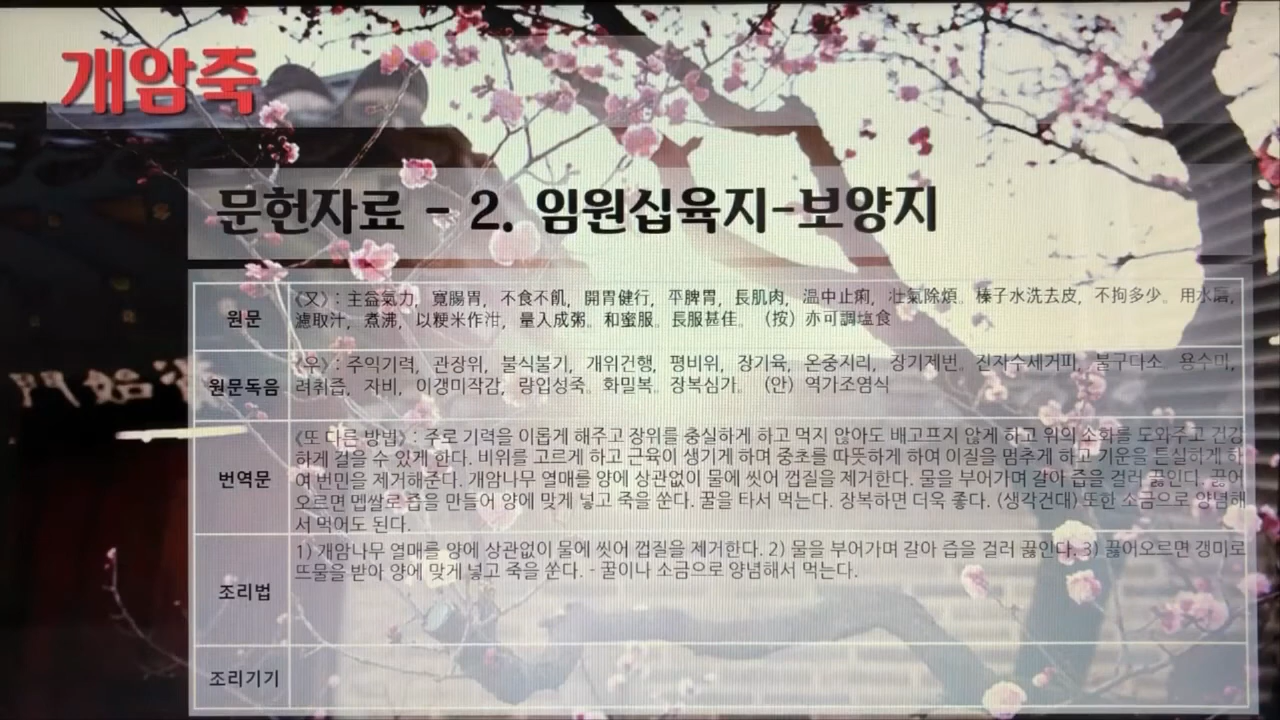 개암죽
문헌자료 - 2. 임원십육지-보양지
원문
《又》: 主益氣力, 寬腸胃, 不食不飢, 開胃健行, 平脾胃, 長肌肉, 温中止痢, 壮氣除煩。榛子水洗去皮, 不拘多少。用水磨,
濾取汁, 煮沸, 以粳米作泔, 量入成粥。和蜜服。長服甚佳。(按) 亦可調塩食
원문독음
《우》: 주익기력, 관장위, 불식불기, 개위건행, 평비위, 장기육, 온중지리, 장기제번。진자수세거피, 불구다소。용수마,
려취즙, 자비, 이갱미작감, 량입성죽。화밀복。장복심가。(안) 역가조염식
번역문
《또 다른 방법》: 주로 기력을 이롭게 해주고 장위를 충실하게 하고 먹지 않아도 배고프지 않게 하고 위의 소화를 도와주고 건강
하게 걸을 수 있게 한다. 비위를 고르게 하고 근육이 생기게 하며 중초를 따뜻하게 하여 이질을 멈추게 하고 기운을 튼실하게 하
여 번민을 제거해준다. 개암나무 열매를 양에 상관없이 물에 씻어 껍질을 제거한다. 물을 부어가며 갈아 즙을 걸러 끓인다. 끓어
오르면 멥쌀로 즙을 만들어 양에 맞게 넣고 죽을 쑨다. 꿀을 타서 먹는다. 장복하면 더욱 좋다. (생각건대) 또한 소금으로 양념해
서 먹어도 된다.
조리법
1) 개암나무 열매를 양에 상관없이 물에 씻어 껍질을 제거한다. 2) 물을 부어가며 갈아 즙을 걸러 끓인다. 3) 끓어오르면 갱미로
뜨물을 받아 양에 맞게 넣고 죽을 쑨다. - 꿀이나 소금으로 양념해서 먹는다.
조리기기